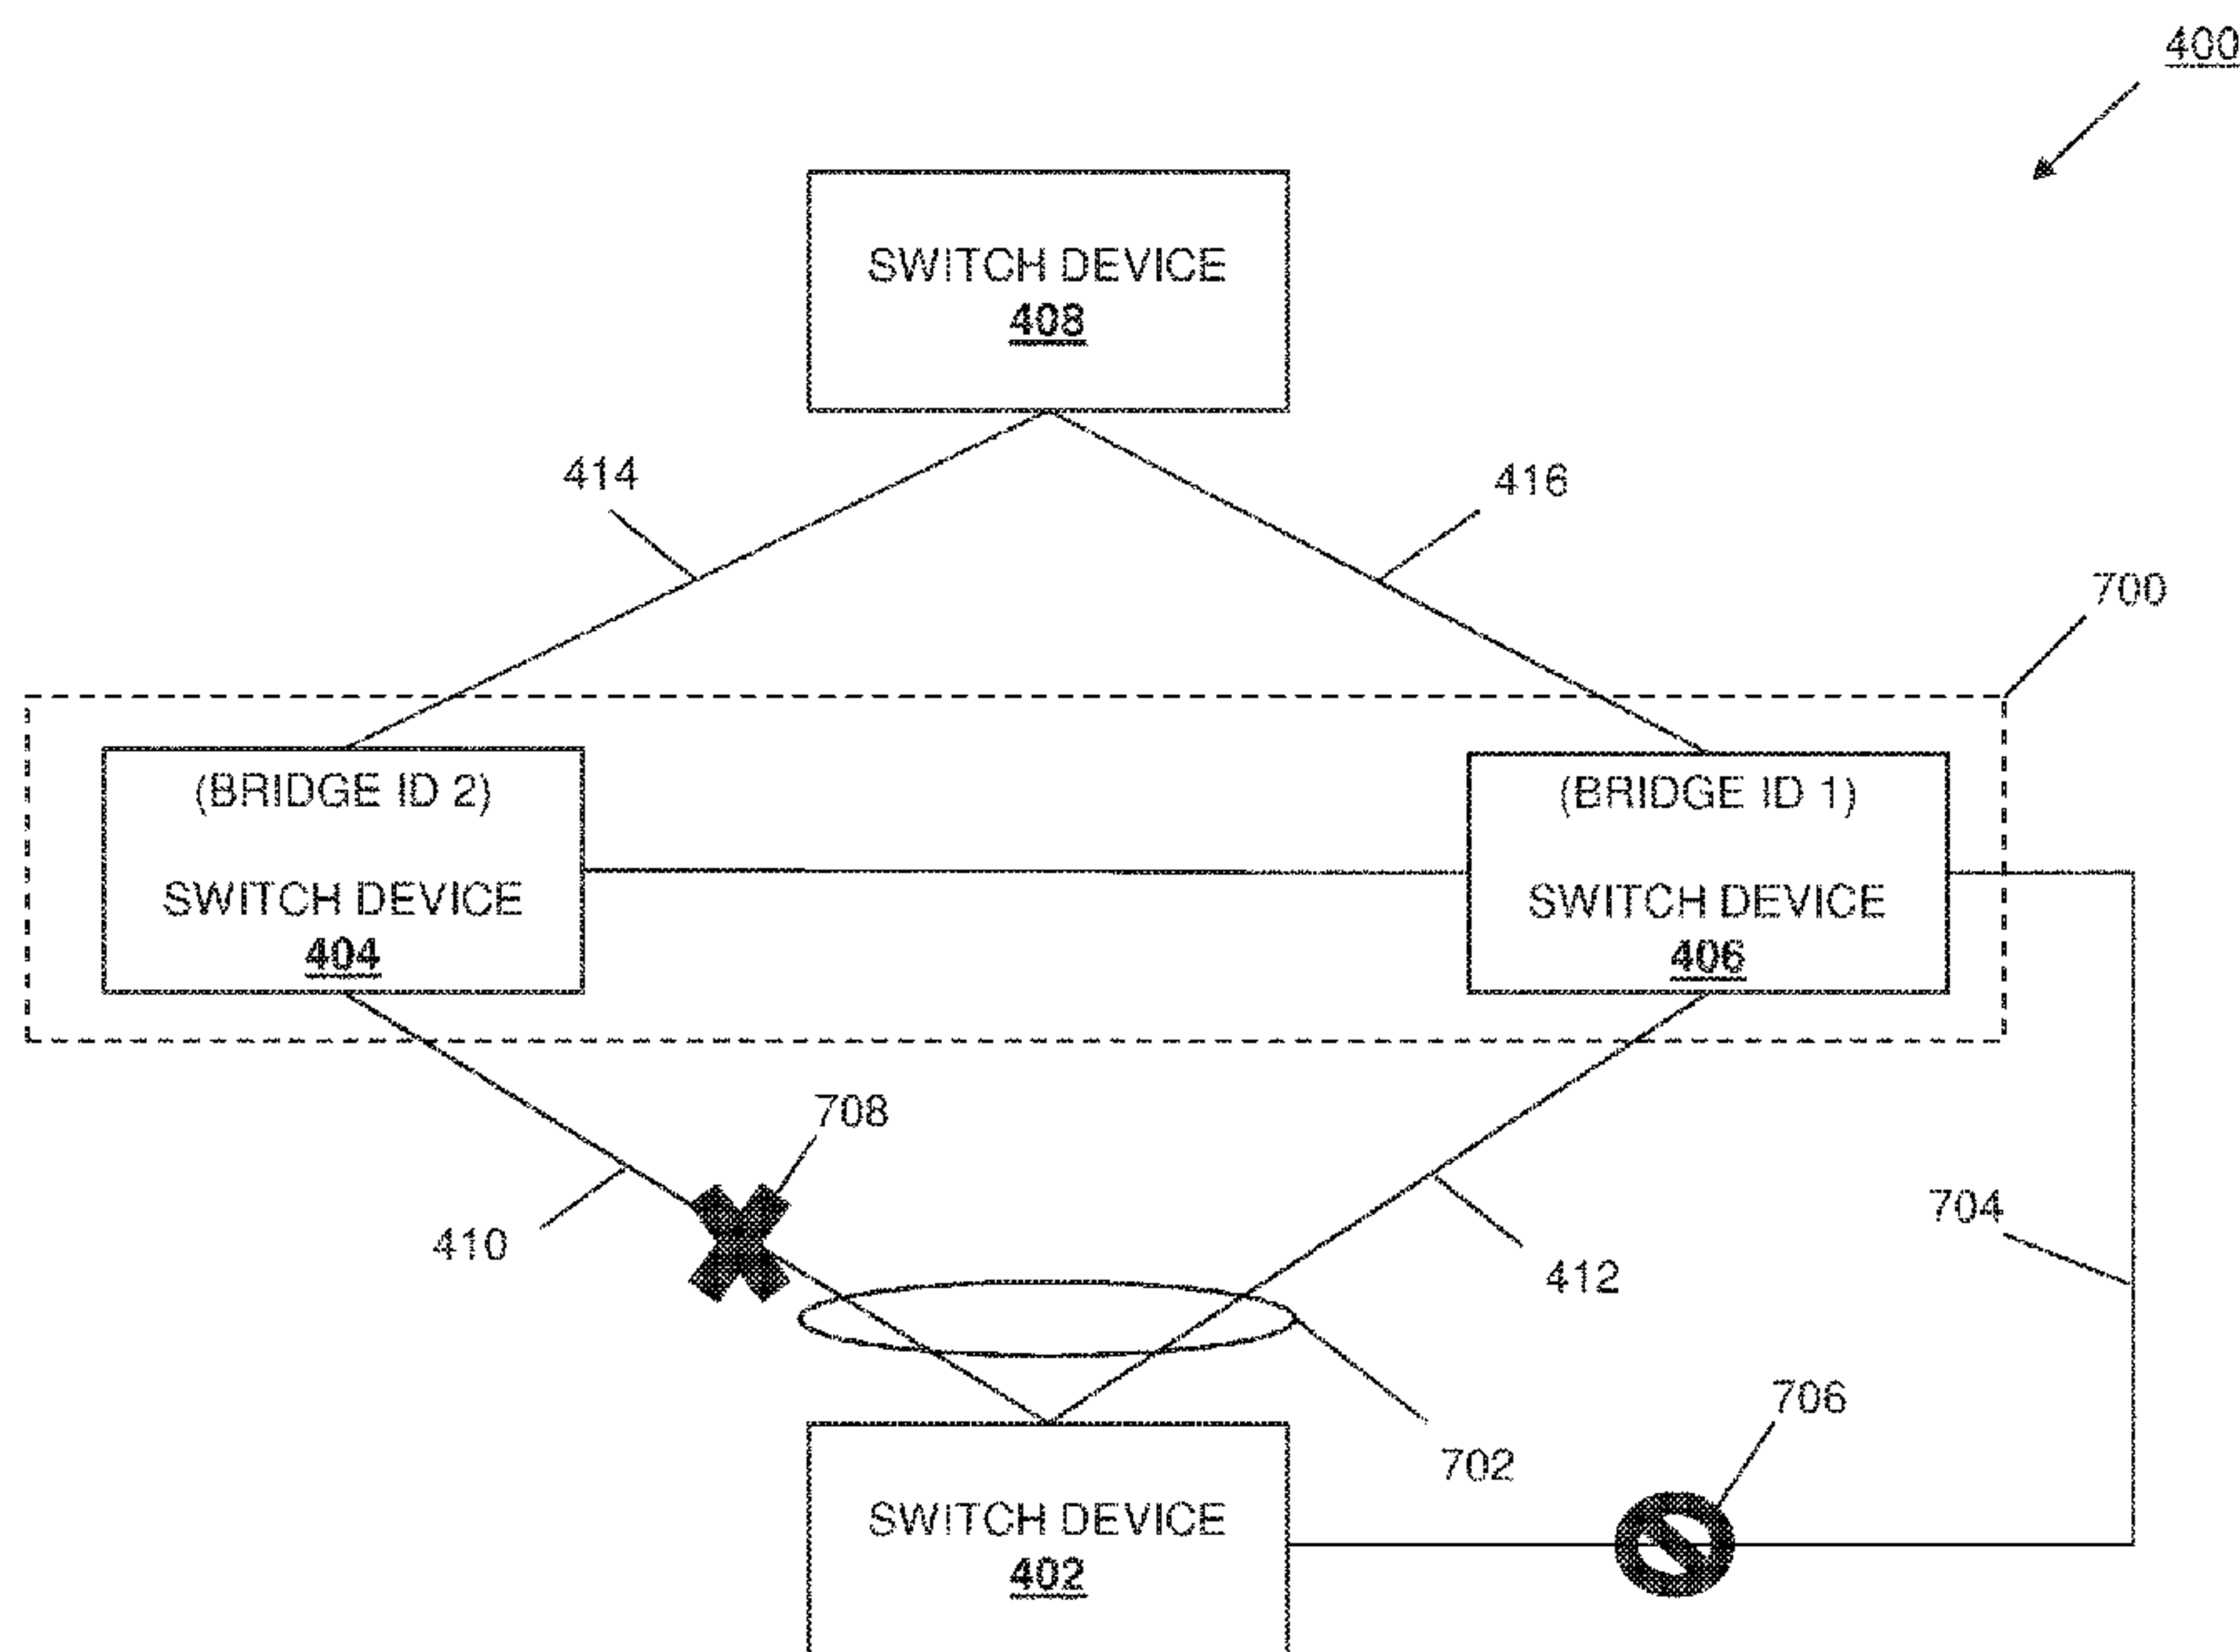 400
SWITCH DEVICE
408
414
416
700
(BRIDGE ID 2)
SWITCH DEVICE
404
(BRIDGE ID 1)
SWITCH DEVICE
406
708
410
412
704
702
706
SWITCH DEVICE
402